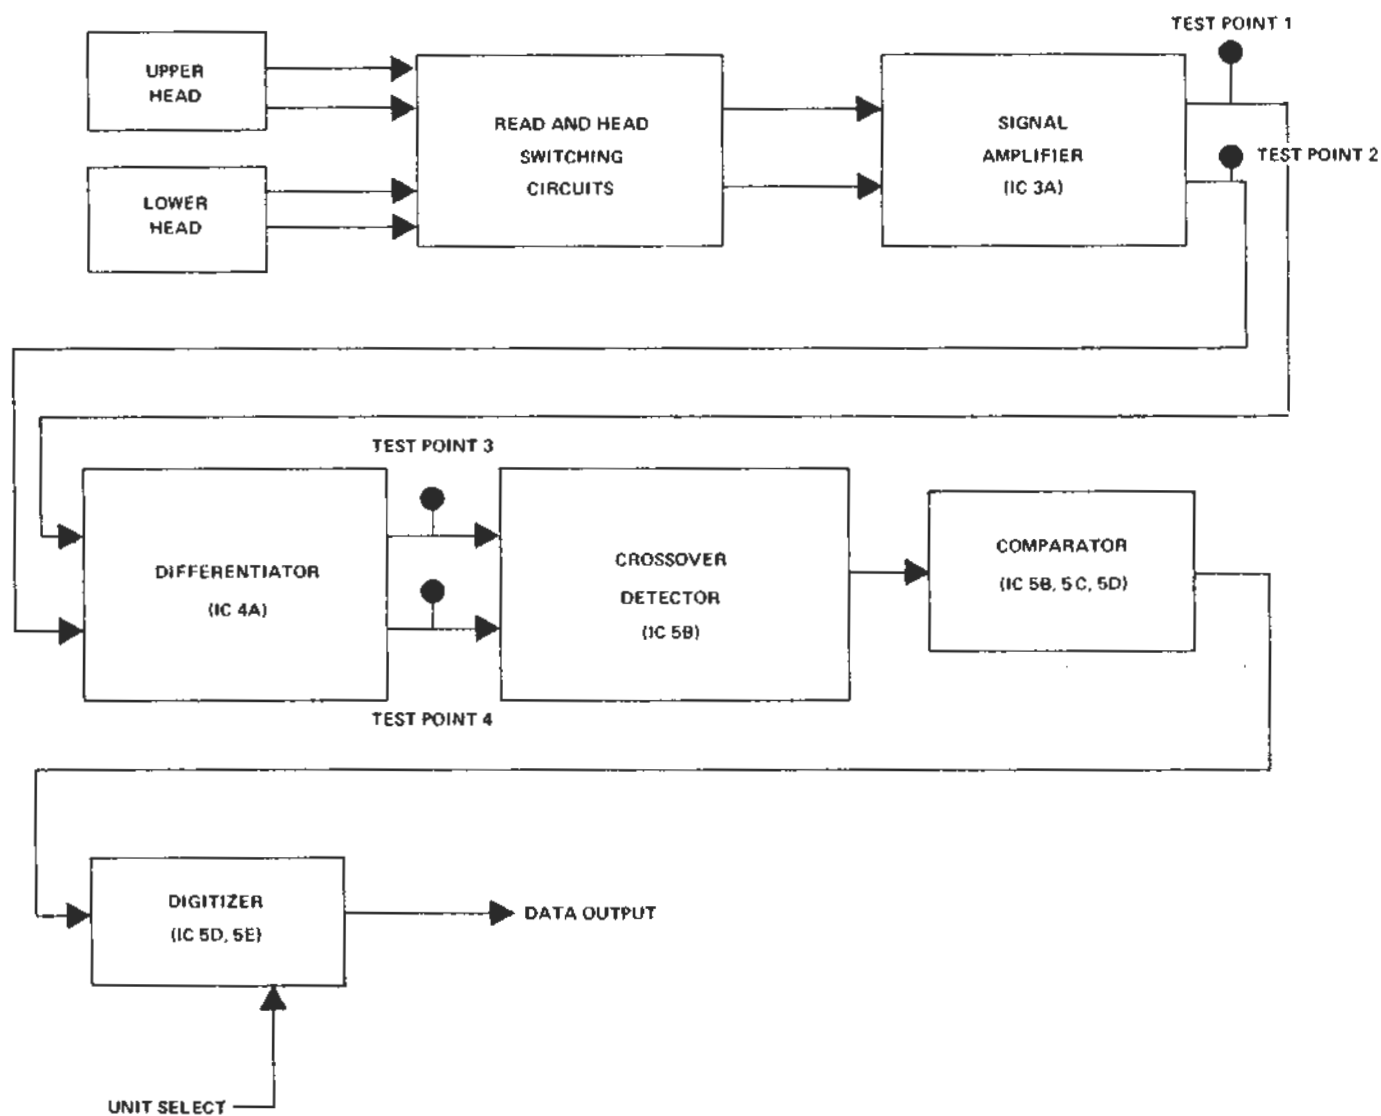 TEST POINT 1
UPPER
HEAD
READ AND HEAD
SWITCHING
CIRCUITS
SIGNAL
AMPLIFIER
(IC 3A)
TEST POINT 2
LOWER
HEAD
TEST POINT 3
DIFFERENTIATOR
(IC 4A)
CROSSOVER
DETECTOR
(IC 5B)
COMPARATOR
(IC 5B, 5C, 5D)
TEST POINT 4
DIGITIZER
(IC 5D, 5E)
DATA OUTPUT
UNIT SELECT